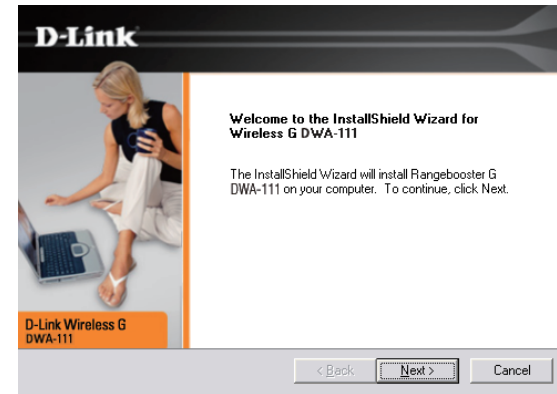 D-Link
Welcome to the InstallShield Wizard for
Wireless G DWA-111
The InstallShield Wizard will install Rangebooster G
DWA-111 on your computer. To continue, click Next.
D-Link Wireless G
DWA-111
< Back
Next >
Cancel